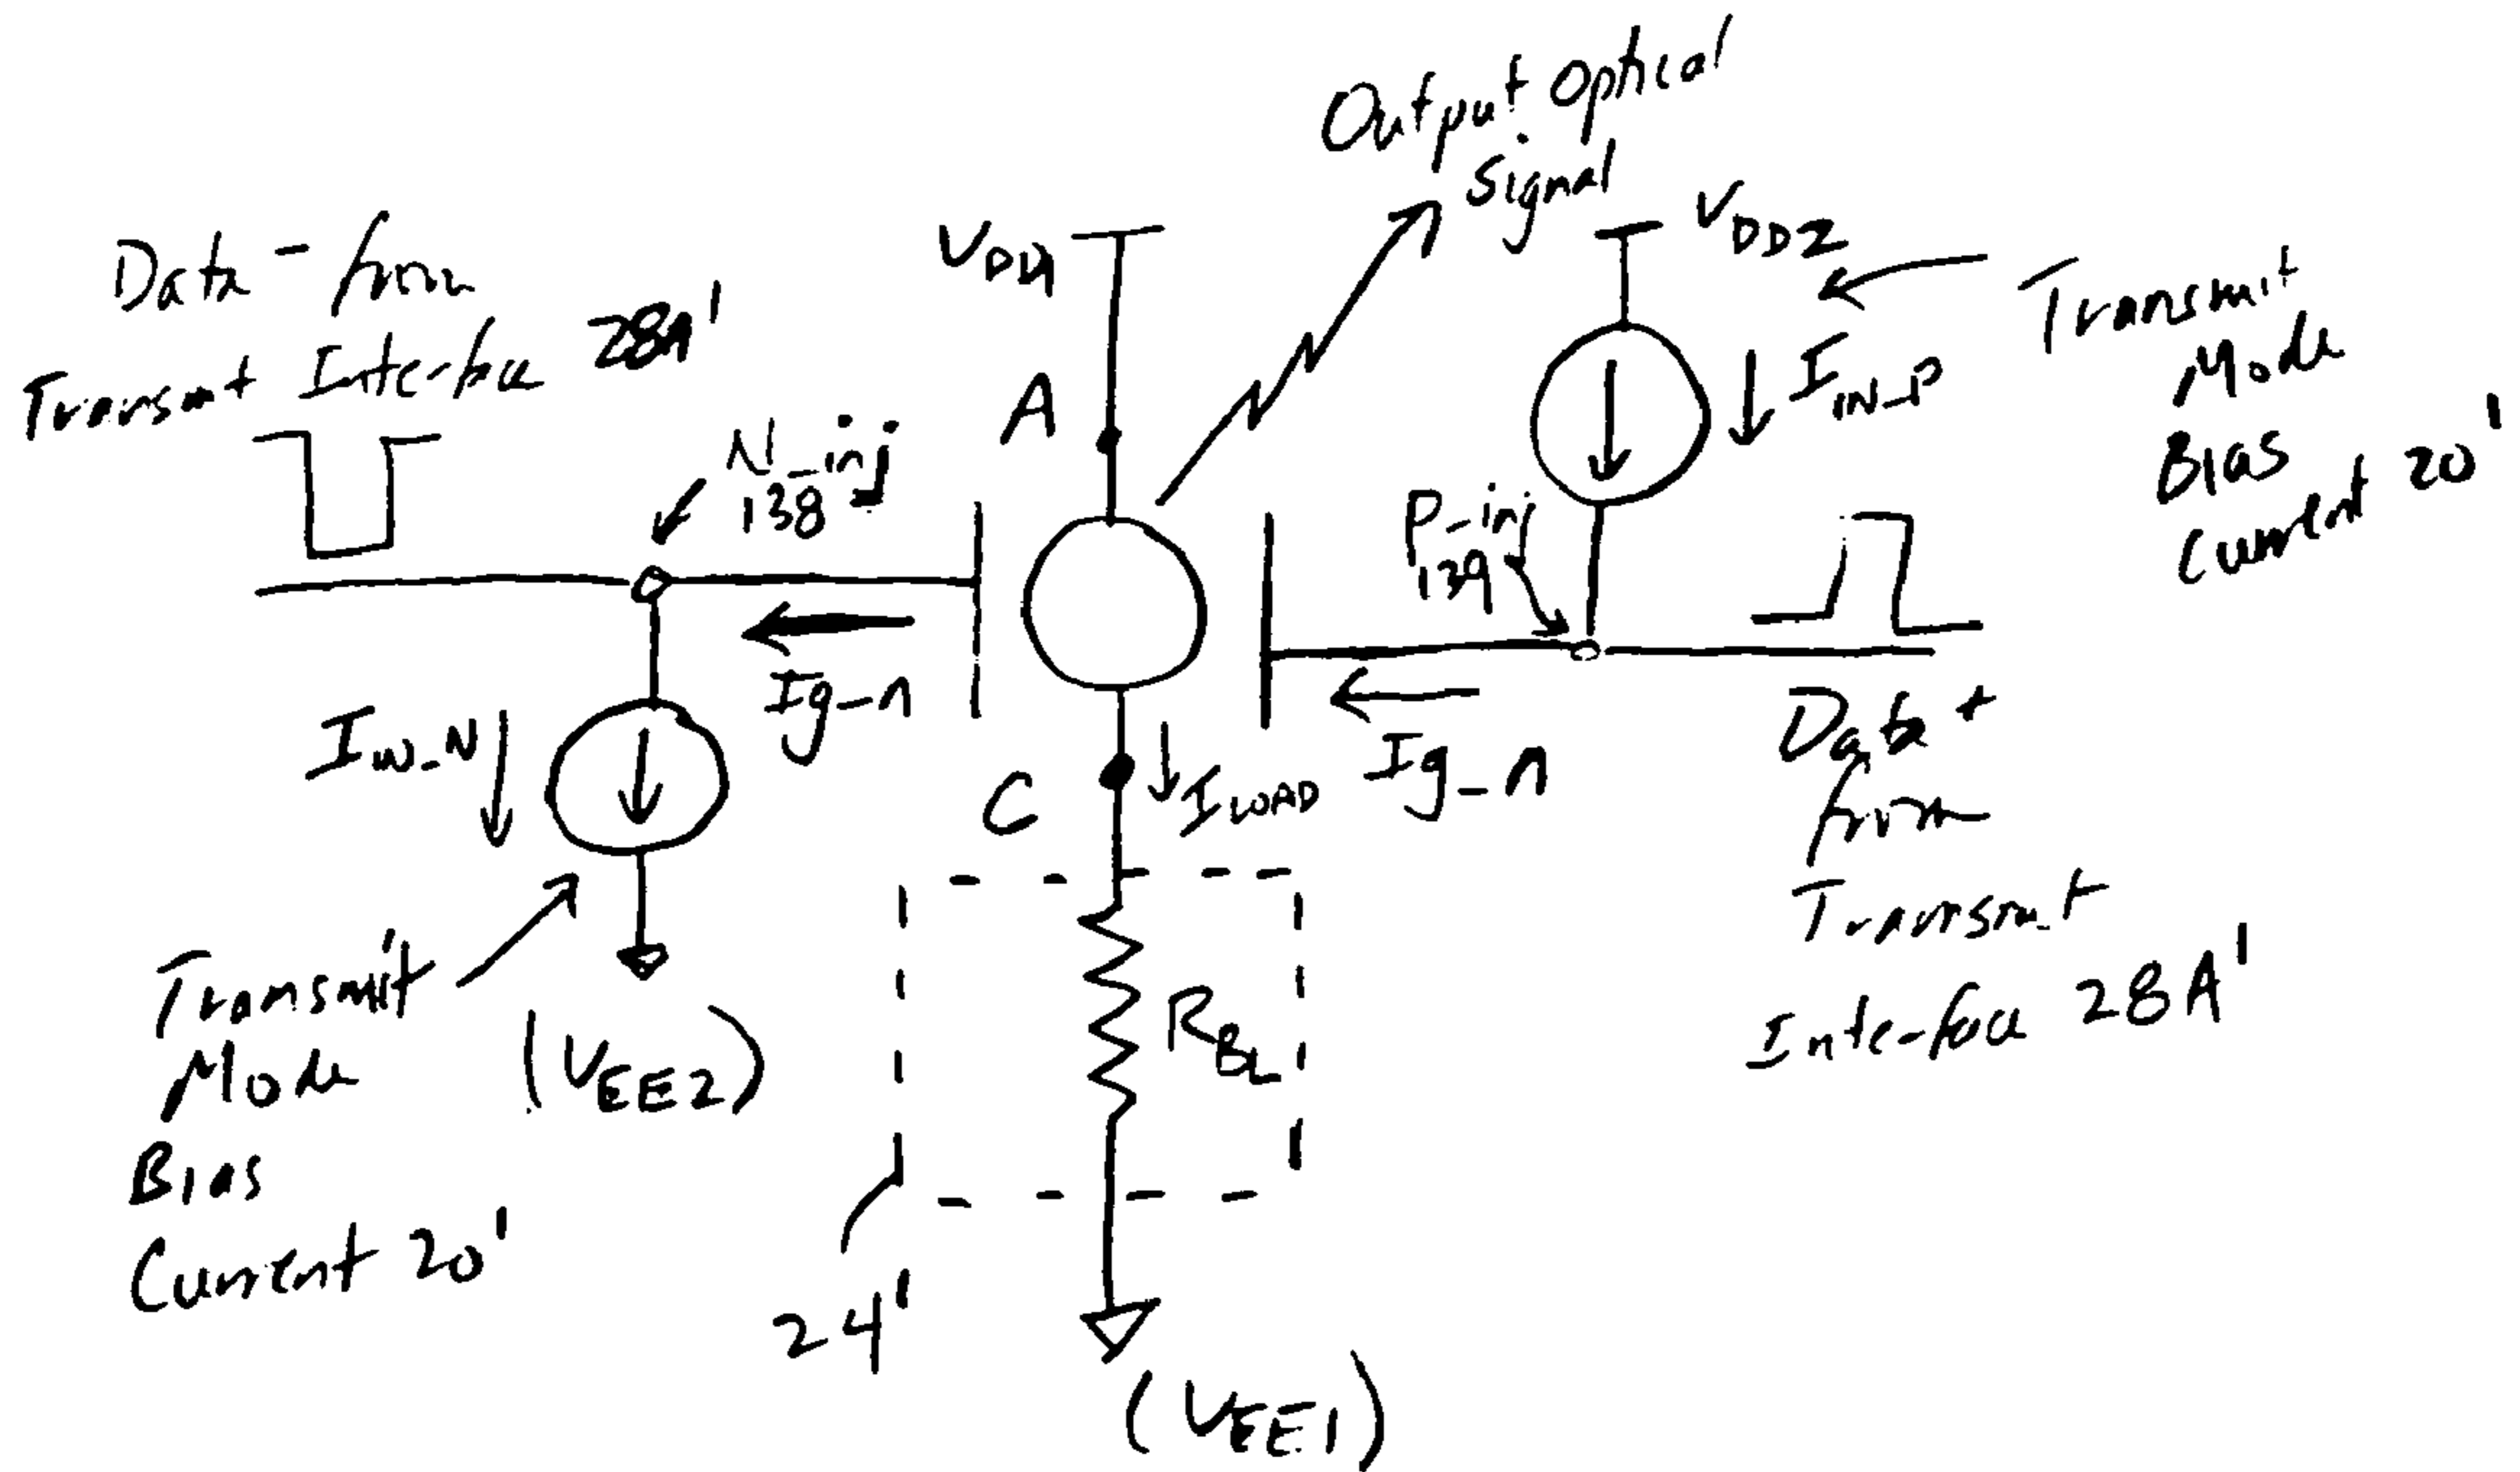 Output Optical
Signal
Data - from
Transmit Interface 28A'
VDD1
VDD2
Transmit
Mode
Bias
Current 20'
IIN_P
A
N_inj
138
P_inj
139
Ig_n
Ig_n
IIN_N
C
ILOAD
Data +
from
Transmit
Interface 28A'
Transmit
Mode
Bias
Current 20'
(VEE2)
RBL
24'
(VEE1)